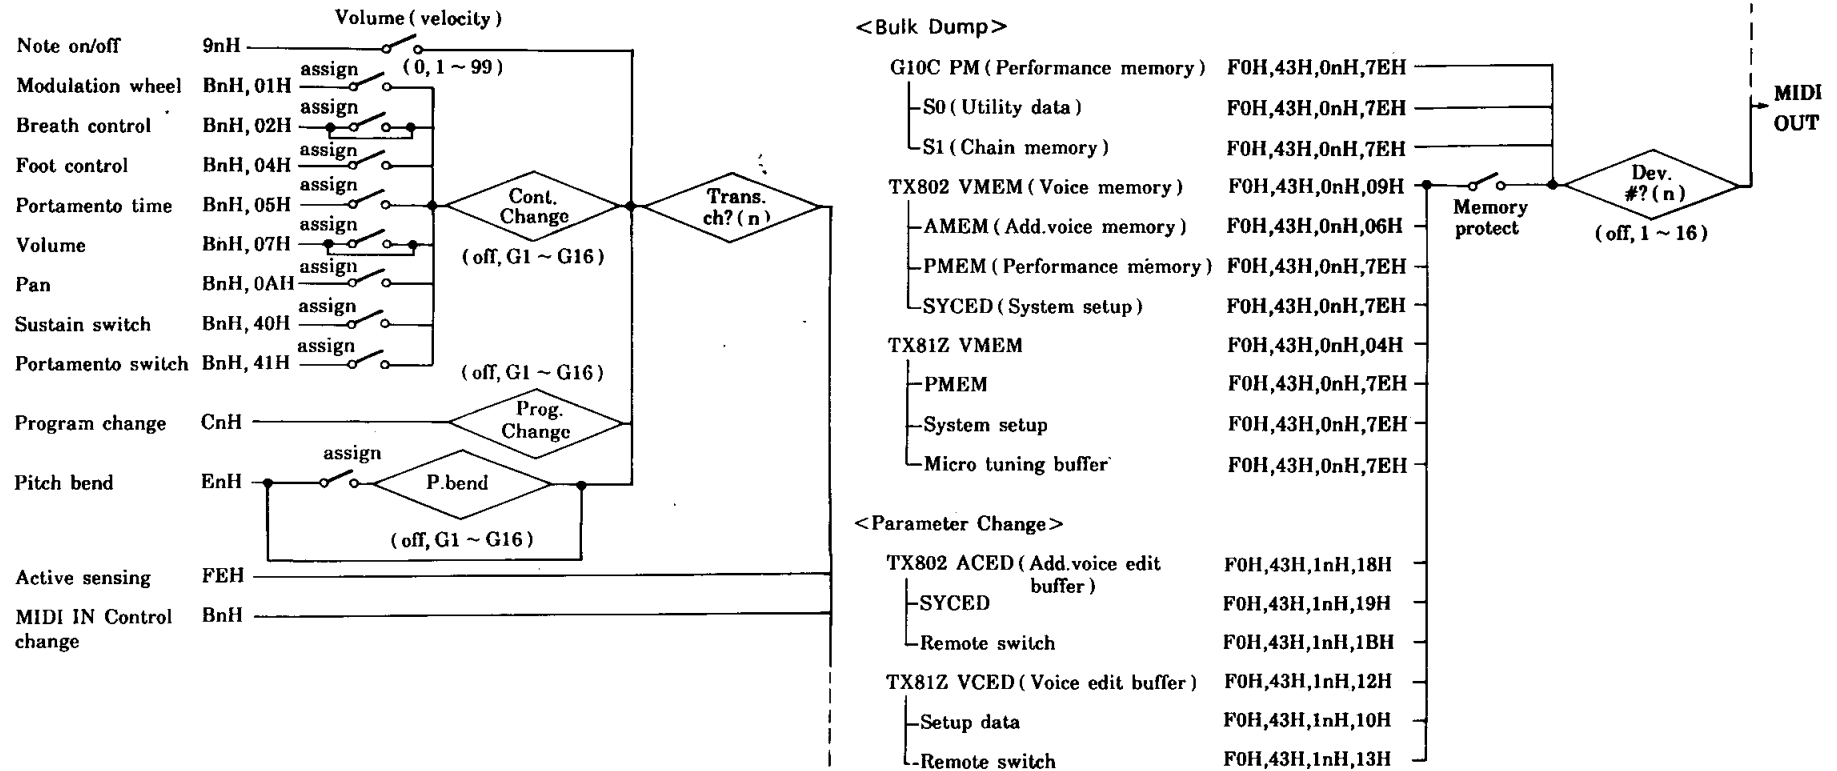 Volume ( velocity )
Note on/off 9nH
( 0, 1 ~ 99 )
assign
Modulation wheel BnH, 01H
assign
Breath control BnH, 02H
assign
Foot control BnH, 04H
assign
Portamento time BnH, 05H
assign
Volume BnH, 07H
assign
Pan BnH, 0AH
assign
Sustain switch BnH, 40H
assign
Portamento switch BnH, 41H
Cont.
Change
(off, G1 ~ G16 )
Trans.
ch? ( n )
(off, G1 ~ G16 )
Program change CnH
Prog.
Change
assign
Pitch bend EnH
P.bend
( off, G1 ~ G16 )
Active sensing FEH
MIDI IN Control BnH
change
<Bulk Dump>
G10C PM ( Performance memory ) F0H,43H,0nH,7EH
S0 ( Utility data ) F0H,43H,0nH,7EH
S1 ( Chain memory ) F0H,43H,0nH,7EH
TX802 VMEM ( Voice memory ) F0H,43H,0nH,09H
AMEM ( Add.voice memory ) F0H,43H,0nH,06H
PMEM ( Performance memory ) F0H,43H,0nH,7EH
SYCED ( System setup ) F0H,43H,0nH,7EH
TX81Z VMEM F0H,43H,0nH,04H
PMEM F0H,43H,0nH,7EH
System setup F0H,43H,0nH,7EH
Micro tuning buffer F0H,43H,0nH,7EH
Memory
protect
Dev.
#? ( n )
( off, 1 ~ 16 )
MIDI
OUT
<Parameter Change>
TX802 ACED ( Add.voice edit F0H,43H,1nH,18H
buffer )
SYCED F0H,43H,1nH,19H
Remote switch F0H,43H,1nH,1BH
TX81Z VCED ( Voice edit buffer ) F0H,43H,1nH,12H
Setup data F0H,43H,1nH,10H
Remote switch F0H,43H,1nH,13H